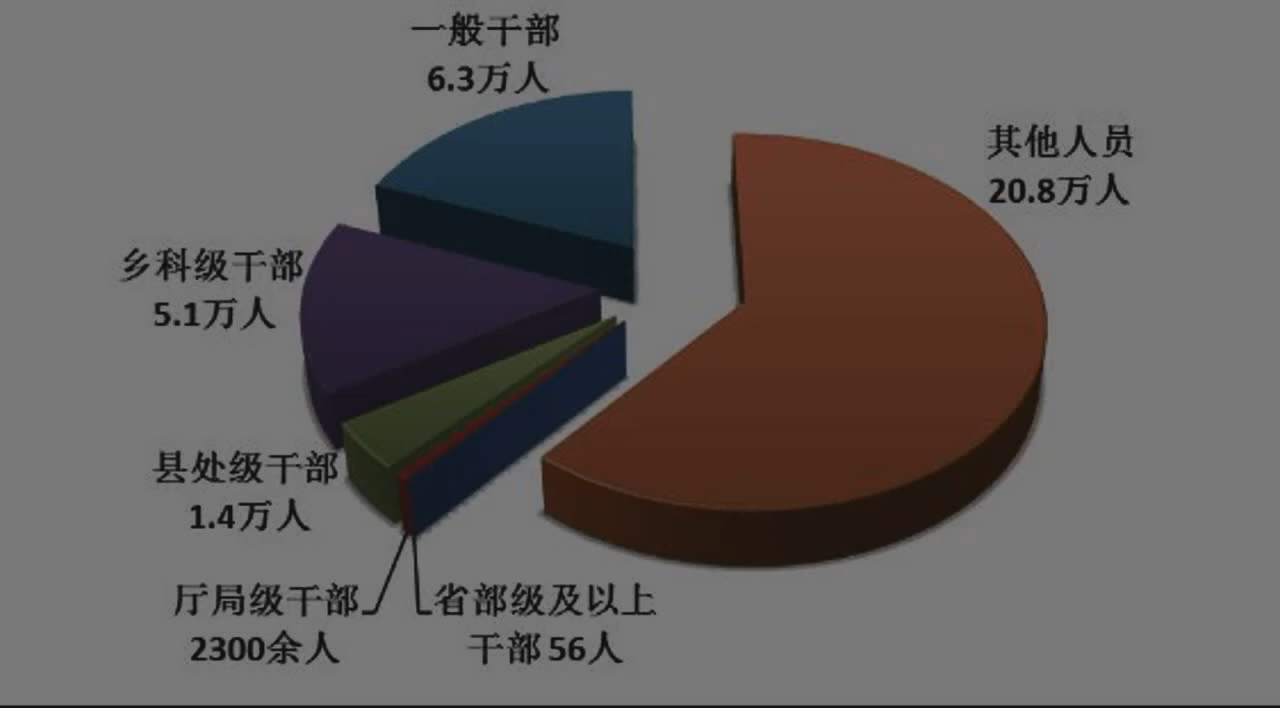 一般干部
6.3万人
其他人员
20.8万人
乡科级干部
5.1万人
县处级干部
1.4万人
厅局级干部
2300余人
省部级及以上
干部56人